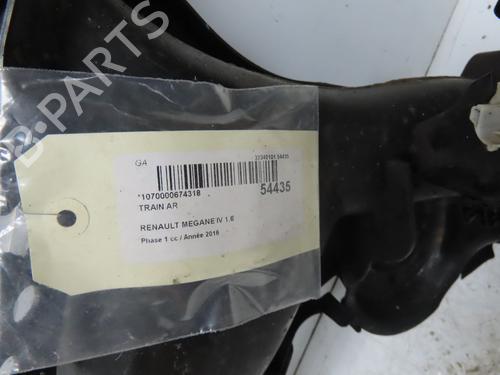 B-PARTS
GA
*1070000674318
54435
TRAIN AR
RENAULT MEGANE IV 1.6
Phase 1 cc / Année 2016